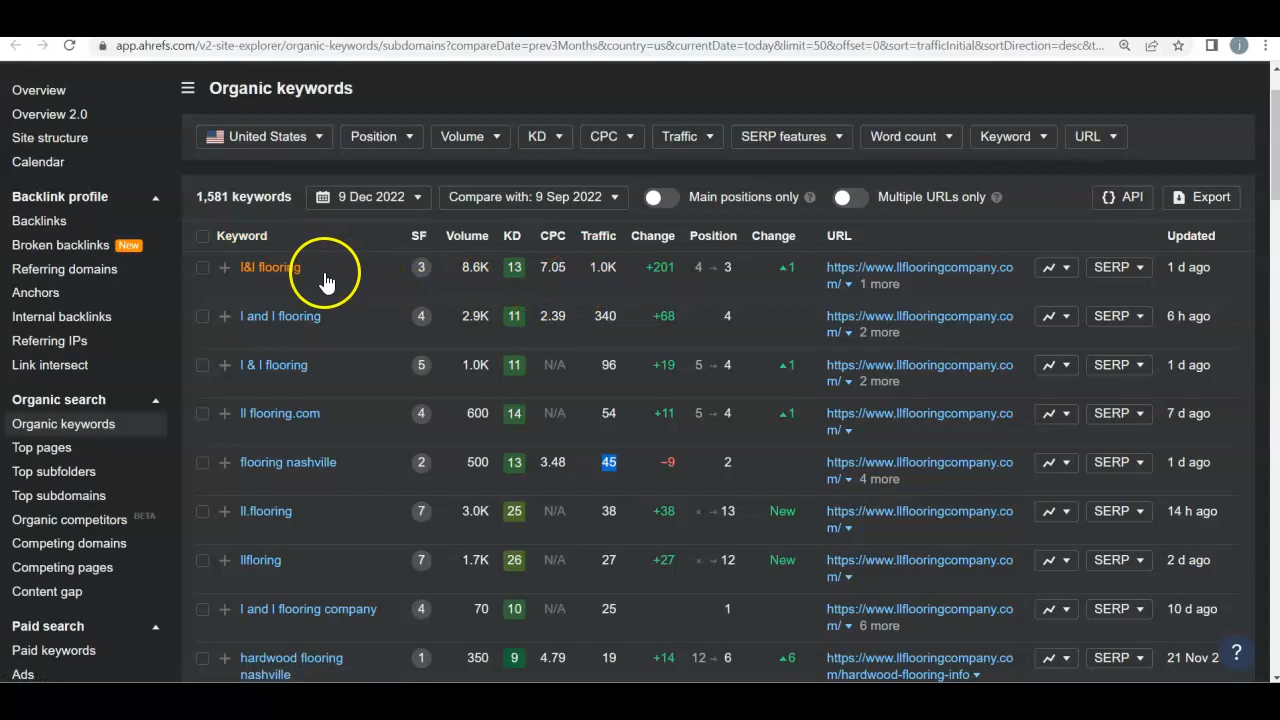 app.ahrefs.com/v2-site-explorer/organic-keywords/subdomains?compareDate=prev3Months&country=us&currentDate=today&limit=50&offset=0&sort=trafficInitial&sortDirection=desc&t...
j
Overview
Overview 2.0
Site structure
Calendar
Backlink profile
Backlinks
Broken backlinks New
Referring domains
Anchors
Internal backlinks
Referring IPs
Link intersect
Organic search
Organic keywords
Top pages
Top subfolders
Top subdomains
Organic competitors BETA
Competing domains
Competing pages
Content gap
Paid search
Paid keywords
Ads
Organic keywords
United States Position Volume KD CPC Traffic SERP features Word count Keyword URL
1,581 keywords 9 Dec 2022 Compare with: 9 Sep 2022 Main positions only ? Multiple URLs only ? {} API Export
Keyword SF Volume KD CPC Traffic Change Position Change URL Updated
l&l flooring 3 8.6K 13 7.05 1.0K +201 4 → 3 ▲1 https://www.llflooringcompany.co SERP 1 d ago
m/ ▼ 1 more
l and l flooring 4 2.9K 11 2.39 340 +68 4 https://www.llflooringcompany.co SERP 6 h ago
m/ ▼ 2 more
l & l flooring 5 1.0K 11 N/A 96 +19 5 → 4 ▲1 https://www.llflooringcompany.co SERP 1 d ago
m/ ▼ 2 more
ll flooring.com 4 600 14 N/A 54 +11 5 → 4 ▲1 https://www.llflooringcompany.co SERP 7 d ago
m/ ▼
flooring nashville 2 500 13 3.48 45 −9 2 https://www.llflooringcompany.co SERP 1 d ago
m/ ▼ 4 more
ll.flooring 7 3.0K 25 N/A 38 +38 × → 13 New https://www.llflooringcompany.co SERP 14 h ago
m/ ▼
llfloring 7 1.7K 26 N/A 27 +27 × → 12 New https://www.llflooringcompany.co SERP 2 d ago
m/ ▼
l and l flooring company 4 70 10 N/A 25 1 https://www.llflooringcompany.co SERP 10 d ago
m/ ▼ 6 more
hardwood flooring 1 350 9 4.79 19 +14 12 → 6 ▲6 https://www.llflooringcompany.co SERP 21 Nov 2
nashville m/hardwood-flooring-info ▼
?